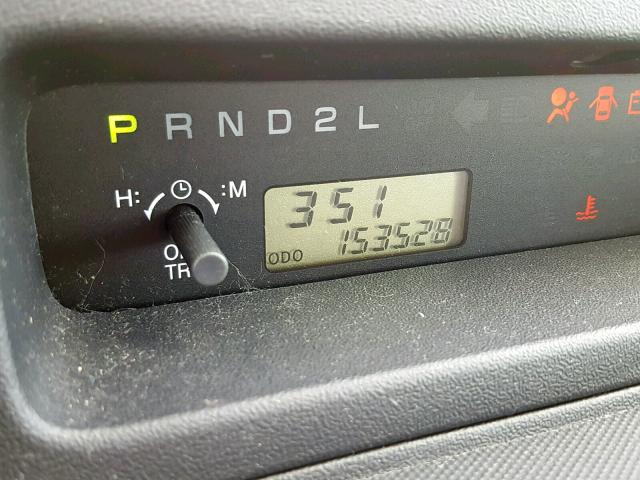 P R N D 2 L
H: :M
351
ODO 153528